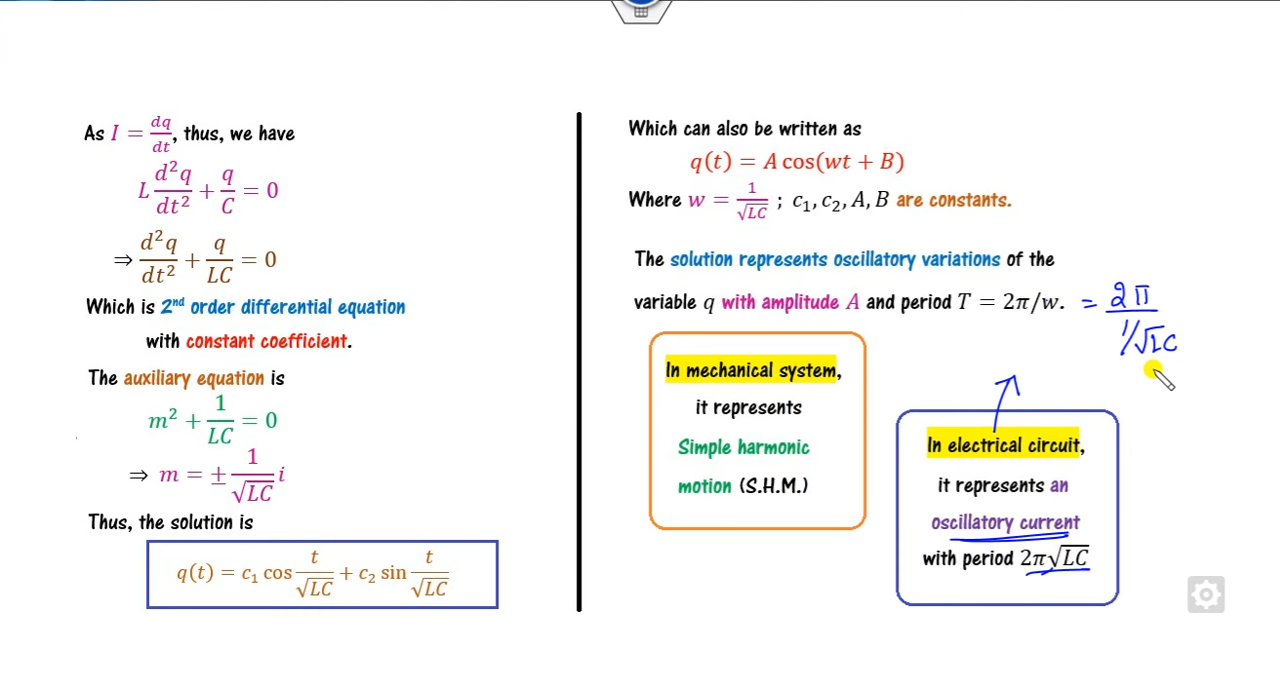 As I = dq/dt, thus, we have
L d²q/dt² + q/C = 0
⇒ d²q/dt² + q/LC = 0
Which is 2nd order differential equation
with constant coefficient.
The auxiliary equation is
m² + 1/LC = 0
⇒ m = ± 1/√LC i
Thus, the solution is
q(t) = c₁ cos t/√LC + c₂ sin t/√LC
Which can also be written as
q(t) = A cos(wt + B)
Where w = 1/√LC ; c₁, c₂, A, B are constants.
The solution represents oscillatory variations of the
variable q with amplitude A and period T = 2π/w. = 2π / 1/√LC
In mechanical system,
it represents
Simple harmonic
motion (S.H.M.)
In electrical circuit,
it represents an
oscillatory current
with period 2π√LC